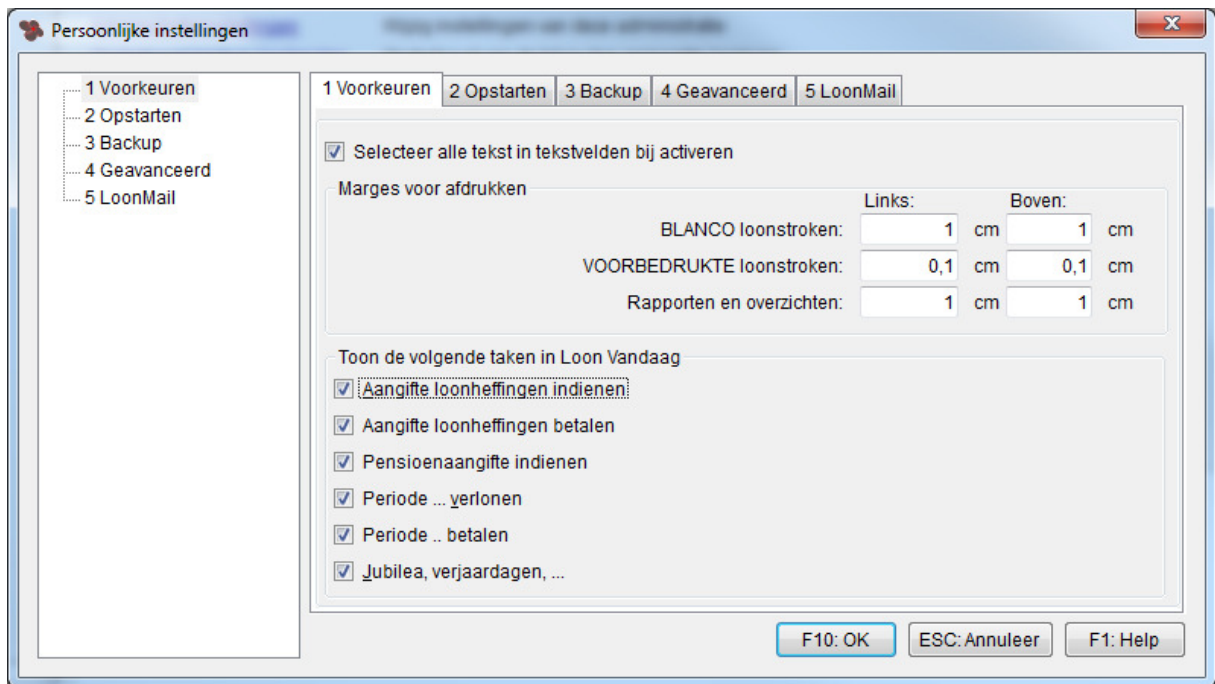 Persoonlijke instellingen
1 Voorkeuren
2 Opstarten
3 Backup
4 Geavanceerd
5 LoonMail
1 Voorkeuren 2 Opstarten 3 Backup 4 Geavanceerd 5 LoonMail
Selecteer alle tekst in tekstvelden bij activeren
Marges voor afdrukken
Links: Boven:
BLANCO loonstroken: 1 cm 1 cm
VOORBEDRUKTE loonstroken: 0,1 cm 0,1 cm
Rapporten en overzichten: 1 cm 1 cm
Toon de volgende taken in Loon Vandaag
Aangifte loonheffingen indienen
Aangifte loonheffingen betalen
Pensioenaangifte indienen
Periode ... verlonen
Periode .. betalen
Jubilea, verjaardagen, ...
F10: OK ESC: Annuleer F1: Help